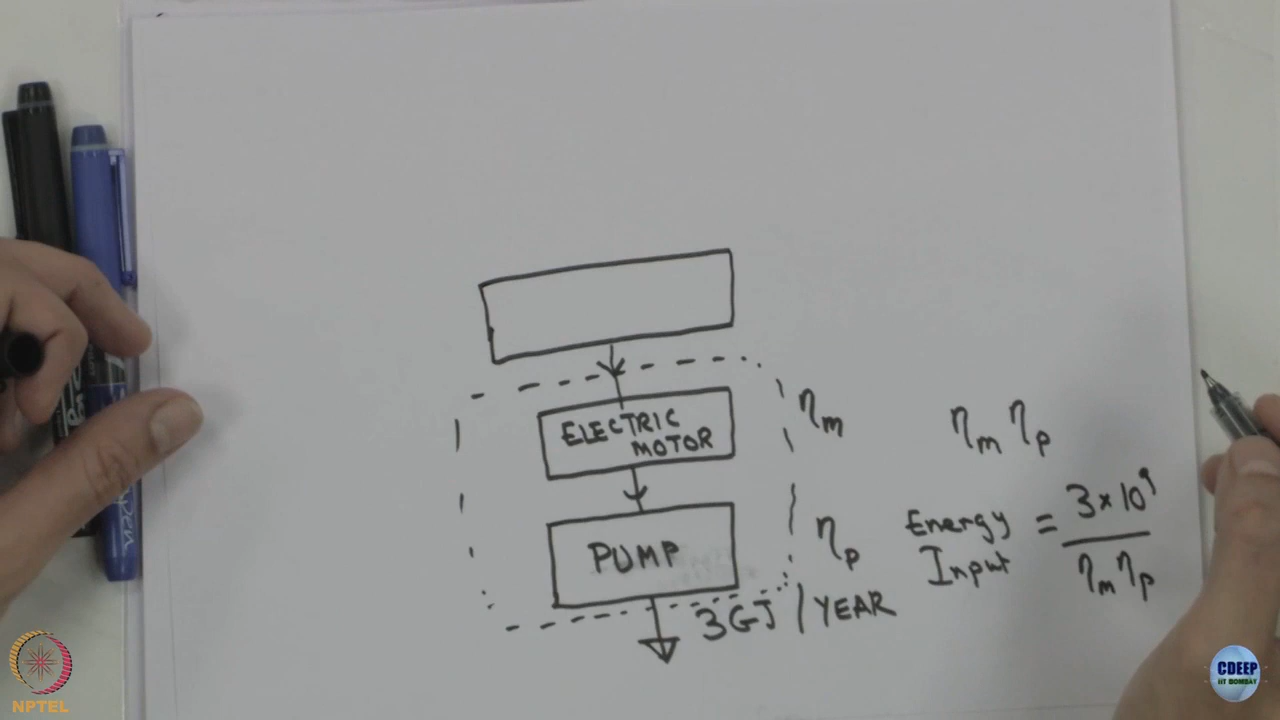 ELECTRIC
MOTOR
ηm
PUMP
ηp
3GJ / YEAR
ηm ηp
Energy Input = 3 × 10⁹ / ηm ηp
NPTEL
CDEEP
IIT BOMBAY